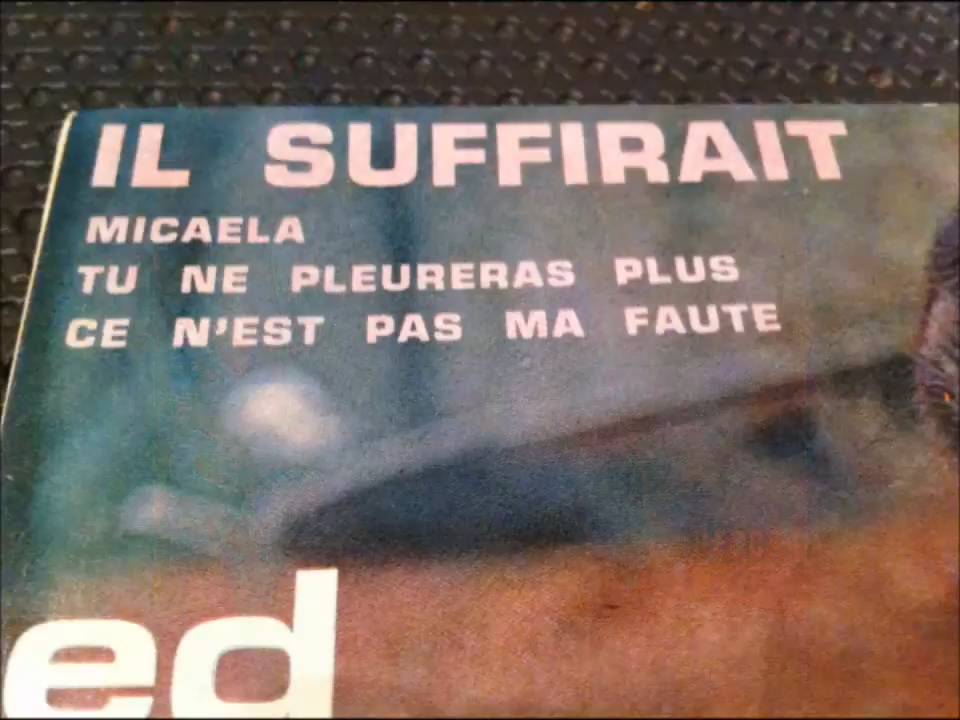 IL SUFFIRAIT
MICAELA
TU NE PLEURERAS PLUS
CE N'EST PAS MA FAUTE
ed